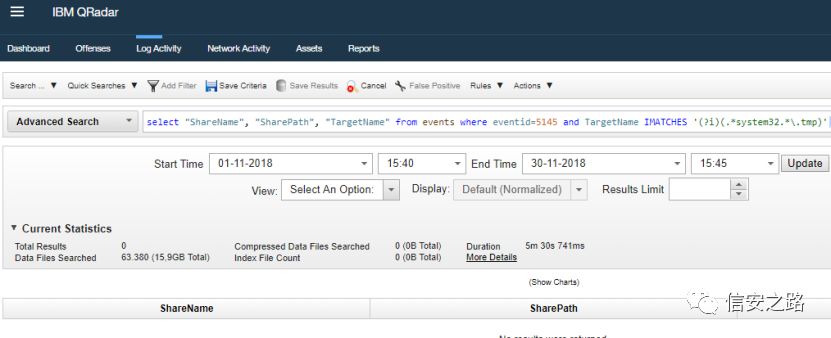 IBM QRadar
Dashboard Offenses Log Activity Network Activity Assets Reports
Search ... Quick Searches Add Filter Save Criteria Save Results Cancel False Positive Rules Actions
Advanced Search select "ShareName", "SharePath", "TargetName" from events where eventid=5145 and TargetName IMATCHES '(?i)(.*system32.*\.tmp)'
Start Time 01-11-2018 15:40 End Time 30-11-2018 15:45 Update
View: Select An Option: Display: Default (Normalized) Results Limit
Current Statistics
Total Results 0 Compressed Data Files Searched 0 (0B Total) Duration 5m 30s 741ms
Data Files Searched 63.380 (15,9GB Total) Index File Count 0 (0B Total) More Details
(Show Charts)
ShareName SharePath
信安之路
No results were returned